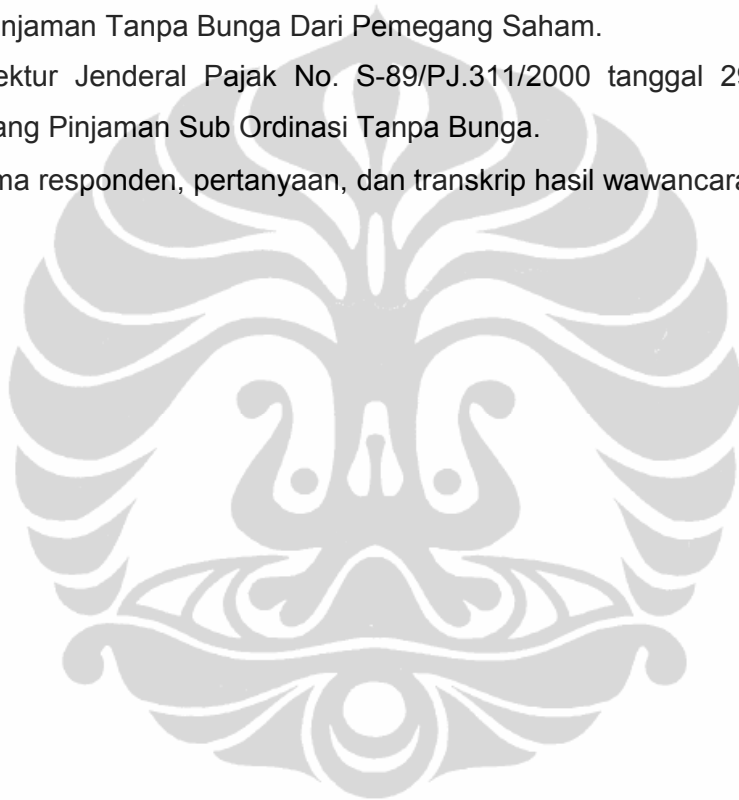 njaman Tanpa Bunga Dari Pemegang Saham.
ektur Jenderal Pajak No. S-89/PJ.311/2000 tanggal 29
ang Pinjaman Sub Ordinasi Tanpa Bunga.
ma responden, pertanyaan, dan transkrip hasil wawancara